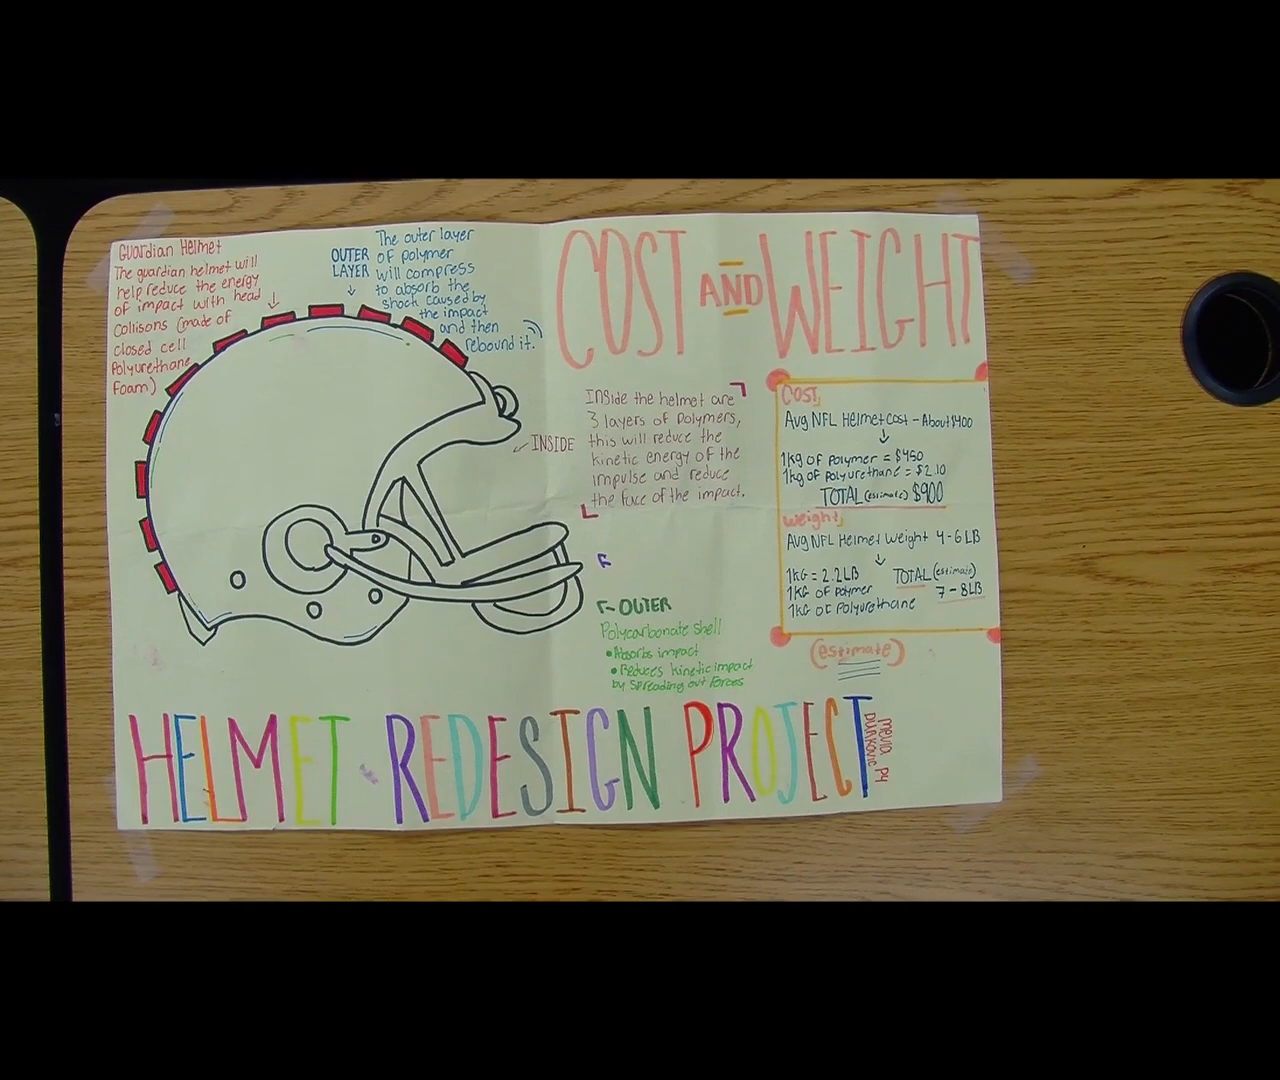 Guardian Helmet
The guardian helmet will
help reduce the energy
of impact with head
collisons (made of
closed cell
Polyurethane
Foam)
OUTER
LAYER
The outer layer
of polymer
will compress
to absorb the
shock caused by
the impact
and then
rebound it.
COST AND WEIGHT
INSIDE
Inside the helmet are
3 layers of Polymers,
this will reduce the
kinetic energy of the
impulse and reduce
the face of the impact.
COST
Avg NFL Helmet Cost - About $400
1kg of polymer = $450
1kg of polyurethane = $2.10
TOTAL (estimate) $900
Weight
Avg NFL Helmet Weight 4-6 LB
1KG = 2.2LB
1KG of polymer
1KG of Polyurethane
TOTAL (estimate)
7-8LB
(estimate)
OUTER
Polycarbonate shell
• Absorbs impact
• Reduces kinetic impact
by spreading out forces
HELMET REDESIGN PROJECT